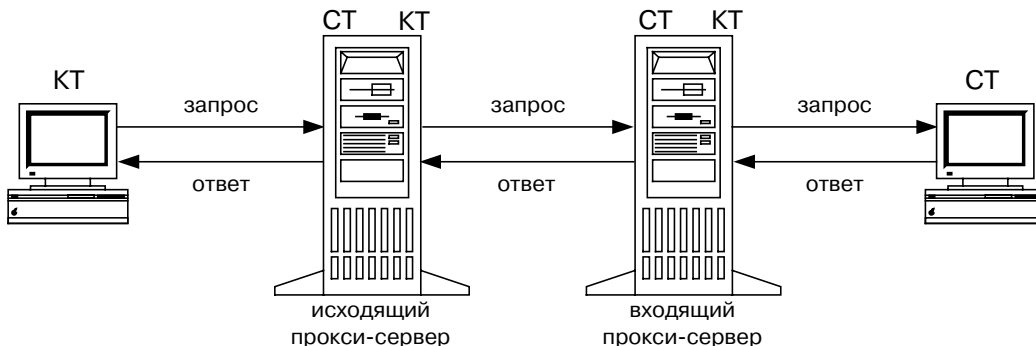 СТ КТ
СТ КТ
КТ
СТ
запрос
запрос
запрос
ответ
ответ
ответ
исходящий
прокси-сервер
входящий
прокси-сервер